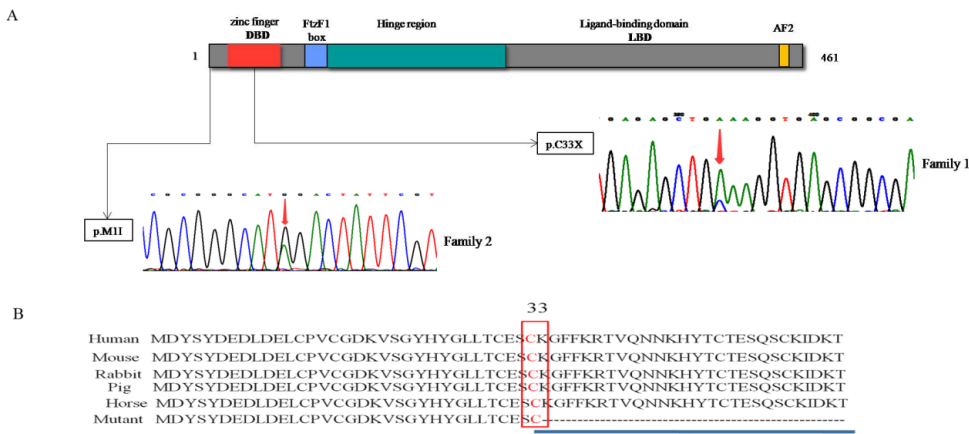 A
zinc finger
DBD
FtzF1
box
Hinge region
Ligand-binding domain
LBD
AF2
1
461
p.C33X
Family 1
p.M1I
Family 2
B
33
Human MDYSYDEDLDELCPVCGDKVSGYHYGLLTCESCKGFFKRTVQNNKHYTCTESQSCKIDKT
Mouse MDYSYDEDLDELCPVCGDKVSGYHYGLLTCESCKGFFKRTVQNNKHYTCTESQSCKIDKT
Rabbit MDYSYDEDLDELCPVCGDKVSGYHYGLLTCESCKGFFKRTVQNNKHYTCTESQSCKIDKT
Pig MDYSYDEDLDELCPVCGDKVSGYHYGLLTCESCKGFFKRTVQNNKHYTCTESQSCKIDKT
Horse MDYSYDEDLDELCPVCGDKVSGYHYGLLTCESCKGFFKRTVQNNKHYTCTESQSCKIDKT
Mutant MDYSYDEDLDELCPVCGDKVSGYHYGLLTCESC--------------------------------------------